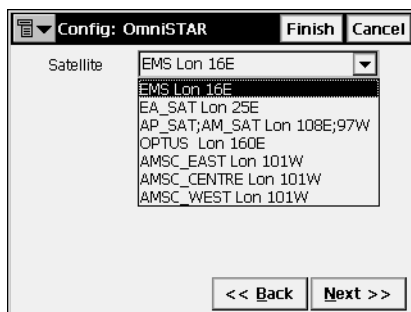 Config: OmniSTAR Finish Cancel
Satellite EMS Lon 16E
EMS Lon 16E
EA_SAT Lon 25E
AP_SAT;AM_SAT Lon 108E;97W
OPTUS Lon 160E
AMSC_EAST Lon 101W
AMSC_CENTRE Lon 101W
AMSC_WEST Lon 101W
<< Back Next >>